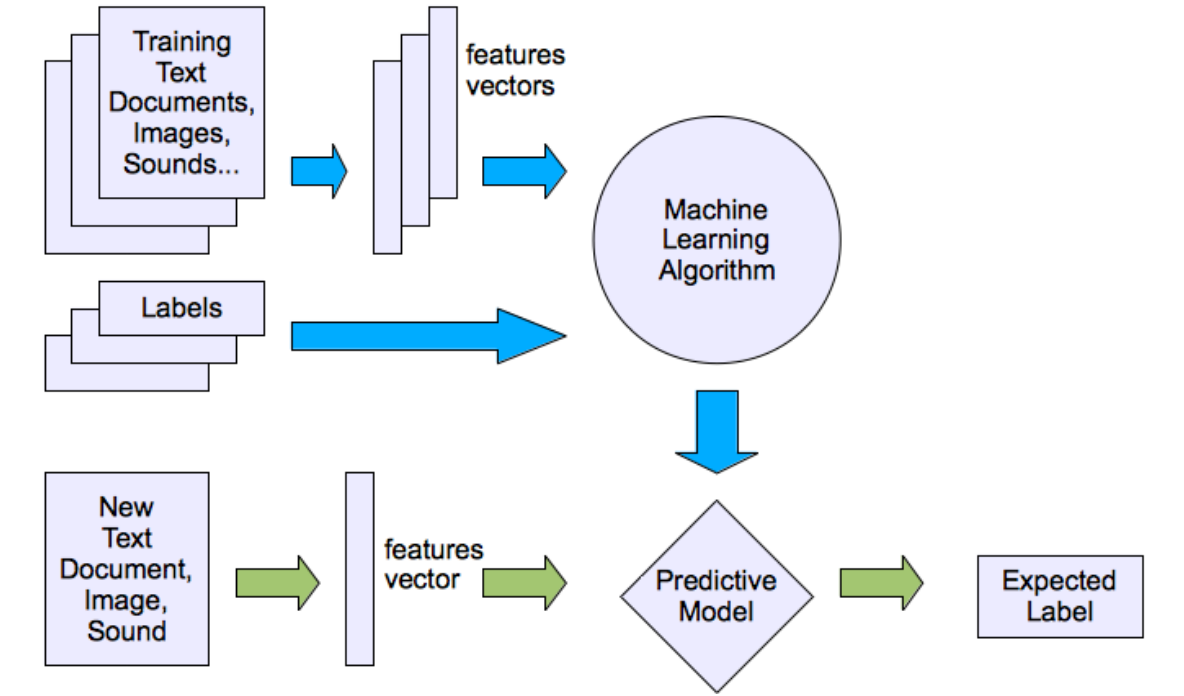 Training
Text
Documents,
Images,
Sounds...
features
vectors
Machine
Learning
Algorithm
Labels
New
Text
Document,
Image,
Sound
features
vector
Predictive
Model
Expected
Label